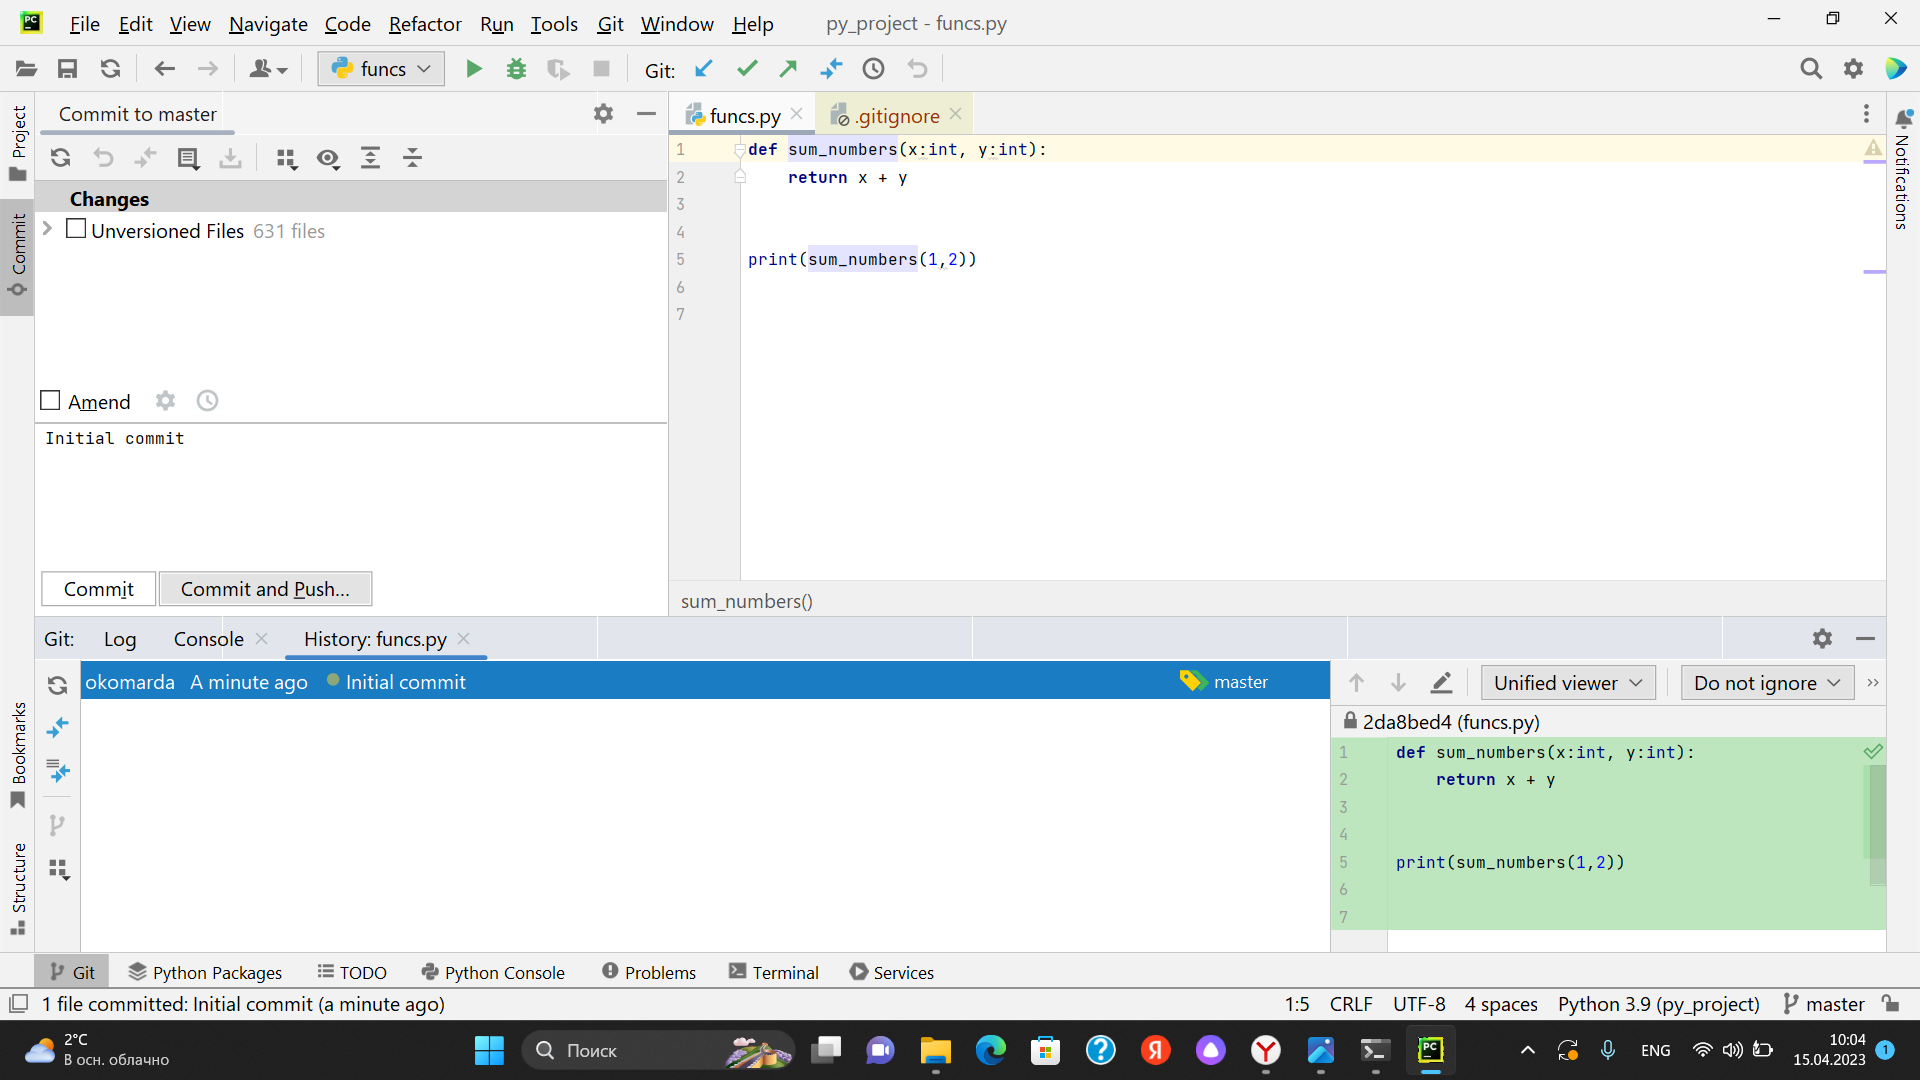 File Edit View Navigate Code Refactor Run Tools Git Window Help py_project - funcs.py
funcs Git:
Project
Commit
Bookmarks
Structure
Commit to master
Changes
Unversioned Files 631 files
Amend
Initial commit
Commit Commit and Push...
funcs.py .gitignore
1 def sum_numbers(x:int, y:int):
2 return x + y
3
4
5 print(sum_numbers(1,2))
6
7
sum_numbers()
Notifications
Git: Log Console History: funcs.py
okomarda A minute ago Initial commit master
Unified viewer Do not ignore
2da8bed4 (funcs.py)
1 def sum_numbers(x:int, y:int):
2 return x + y
3
4
5 print(sum_numbers(1,2))
6
7
Git Python Packages TODO Python Console Problems Terminal Services
1 file committed: Initial commit (a minute ago) 1:5 CRLF UTF-8 4 spaces Python 3.9 (py_project) master
2°C
В осн. облачно
Поиск
PC
ENG
10:04
15.04.2023
1